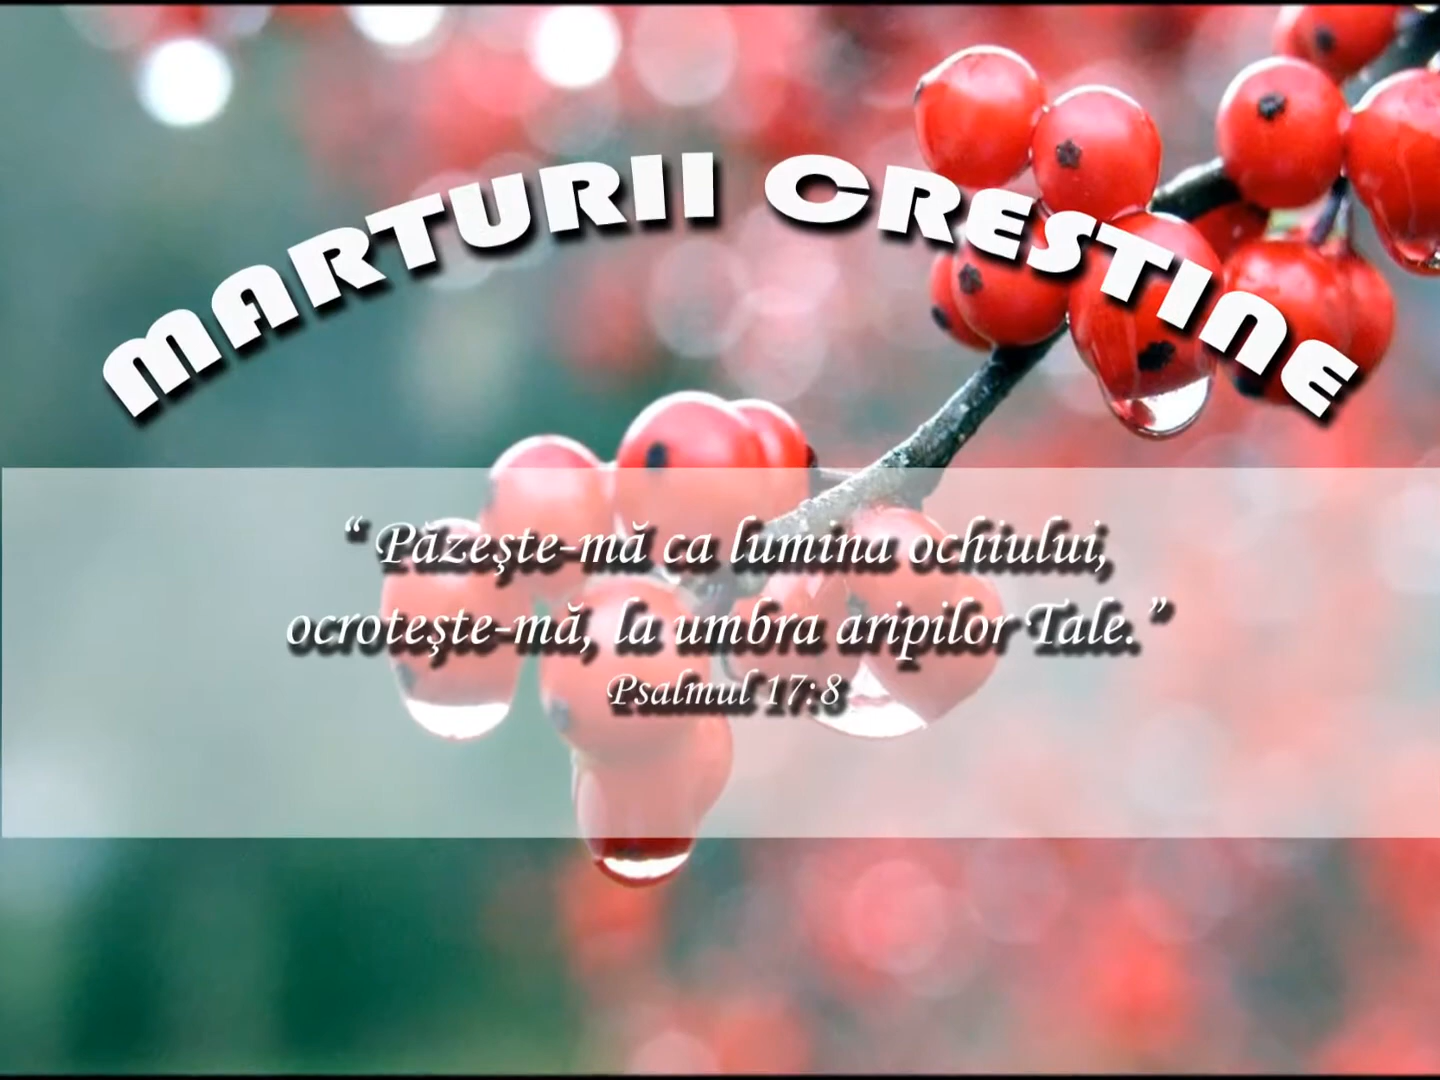 MARTURII CRESTINE
“ Păzeşte-mă ca lumina ochiului,
ocroteşte-mă, la umbra aripilor Tale.”
Psalmul 17:8